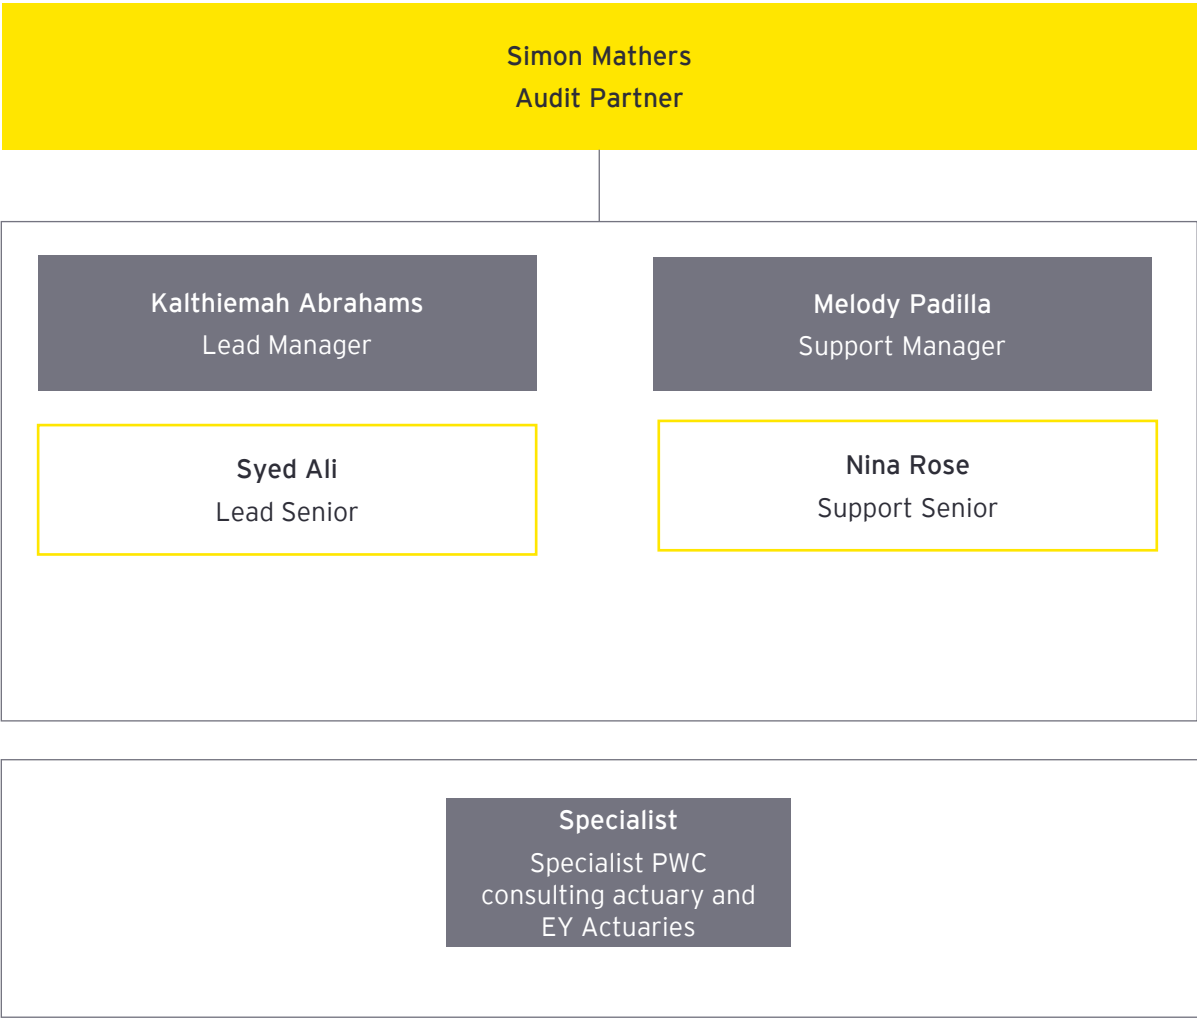 Simon Mathers
Audit Partner
Kalthiemah Abrahams
Lead Manager
Melody Padilla
Support Manager
Syed Ali
Lead Senior
Nina Rose
Support Senior
Specialist
Specialist PWC
consulting actuary and
EY Actuaries